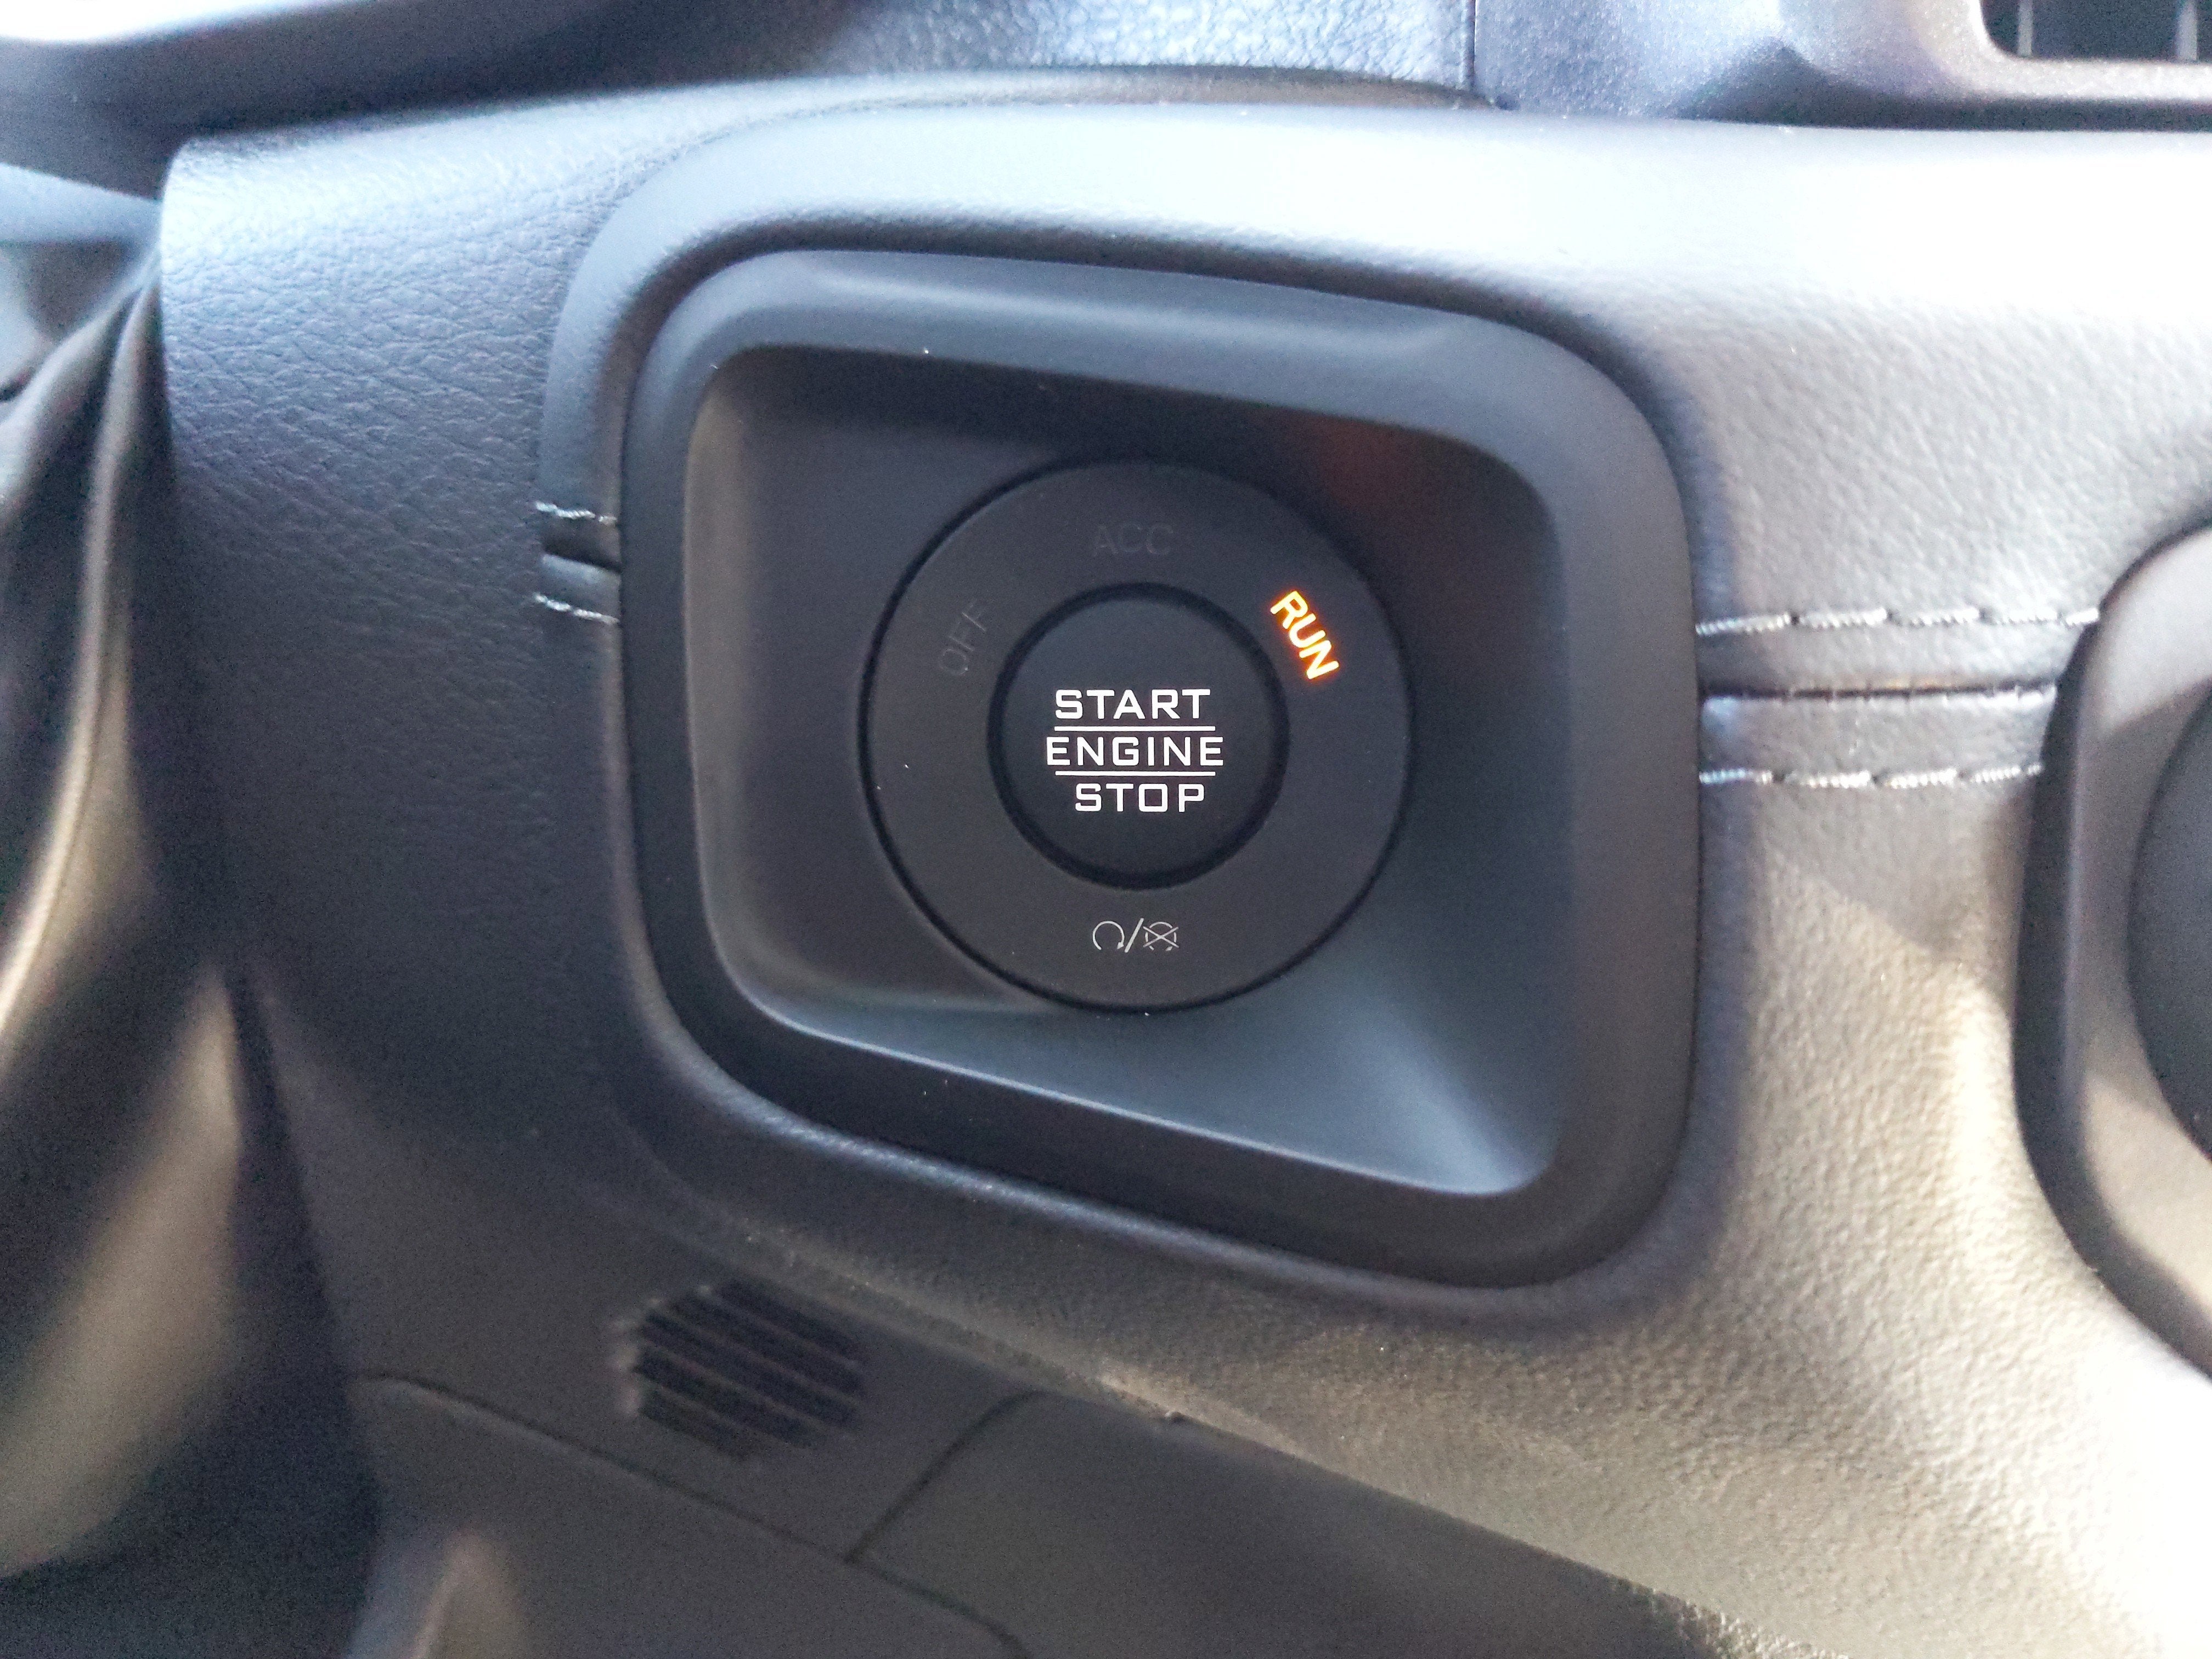 ACC
OFF
RUN
START
ENGINE
STOP